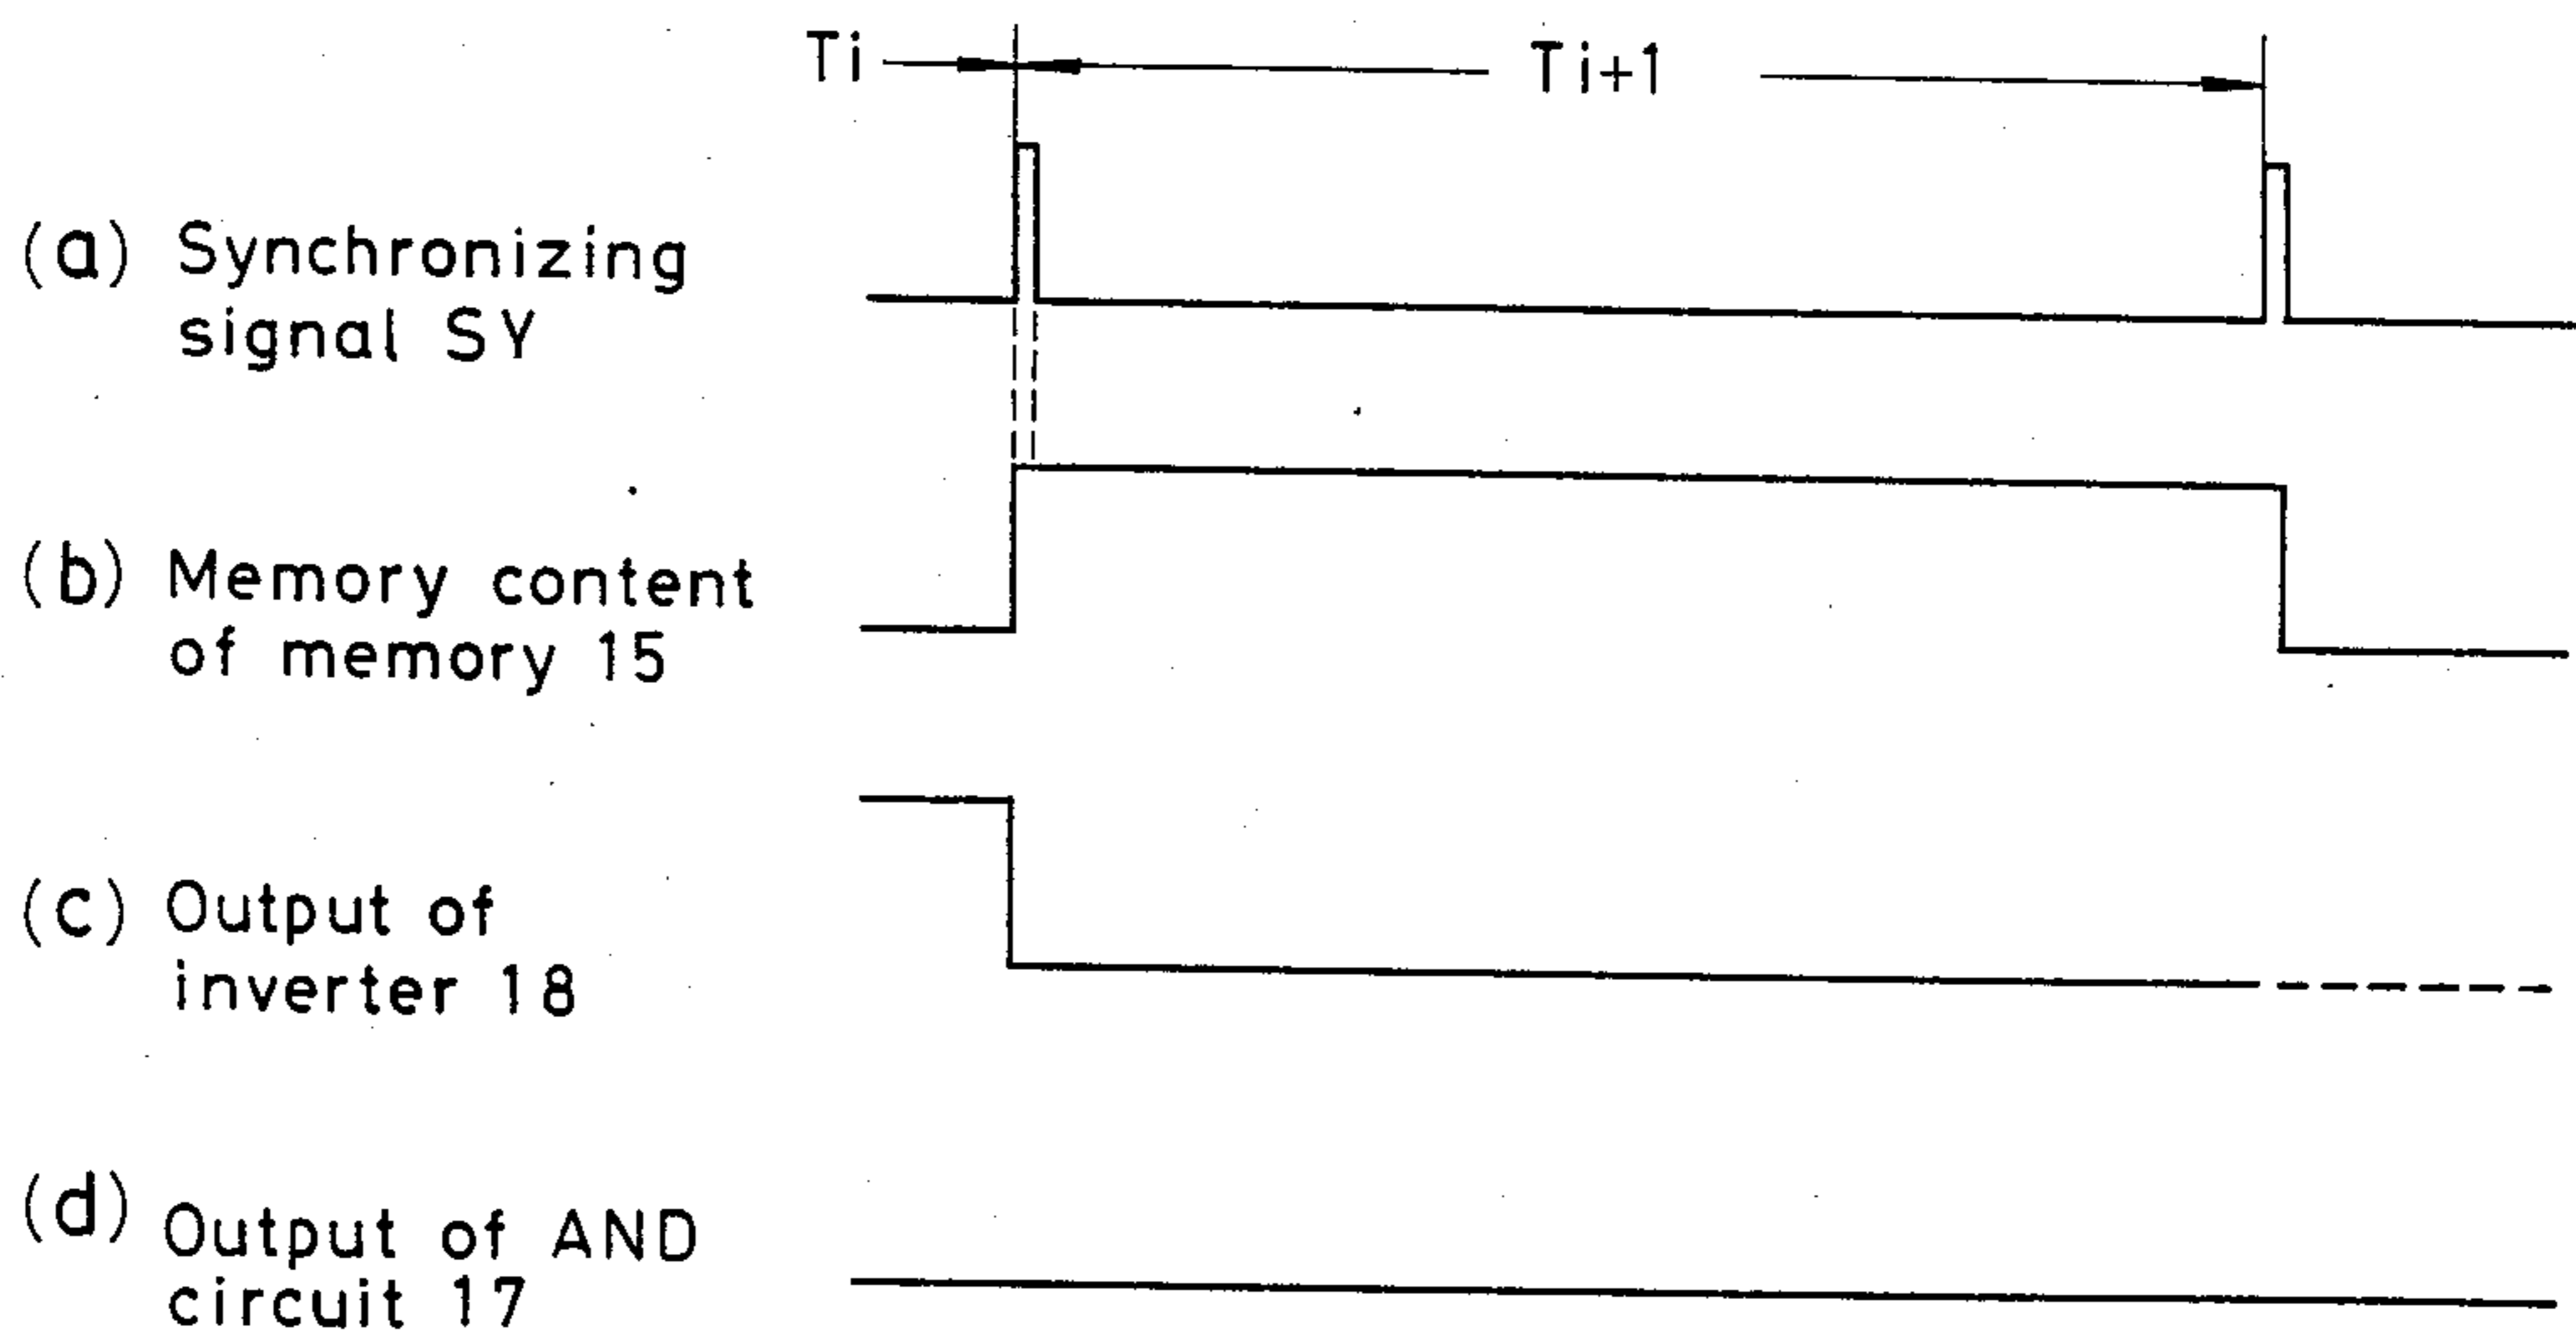 Ti
Ti+1
(a) Synchronizing
signal SY
(b) Memory content
of memory 15
(c) Output of
inverter 18
(d) Output of AND
circuit 17